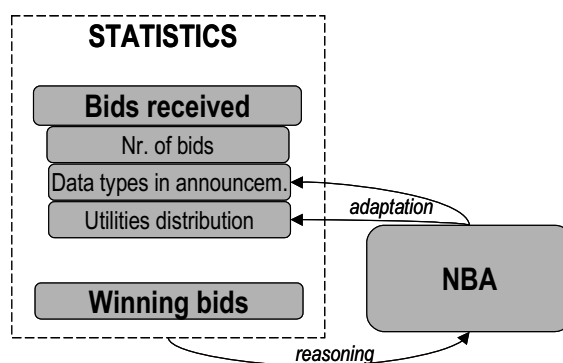 STATISTICS
Bids received
Nr. of bids
Data types in announcem.
Utilities distribution
adaptation
NBA
Winning bids
reasoning